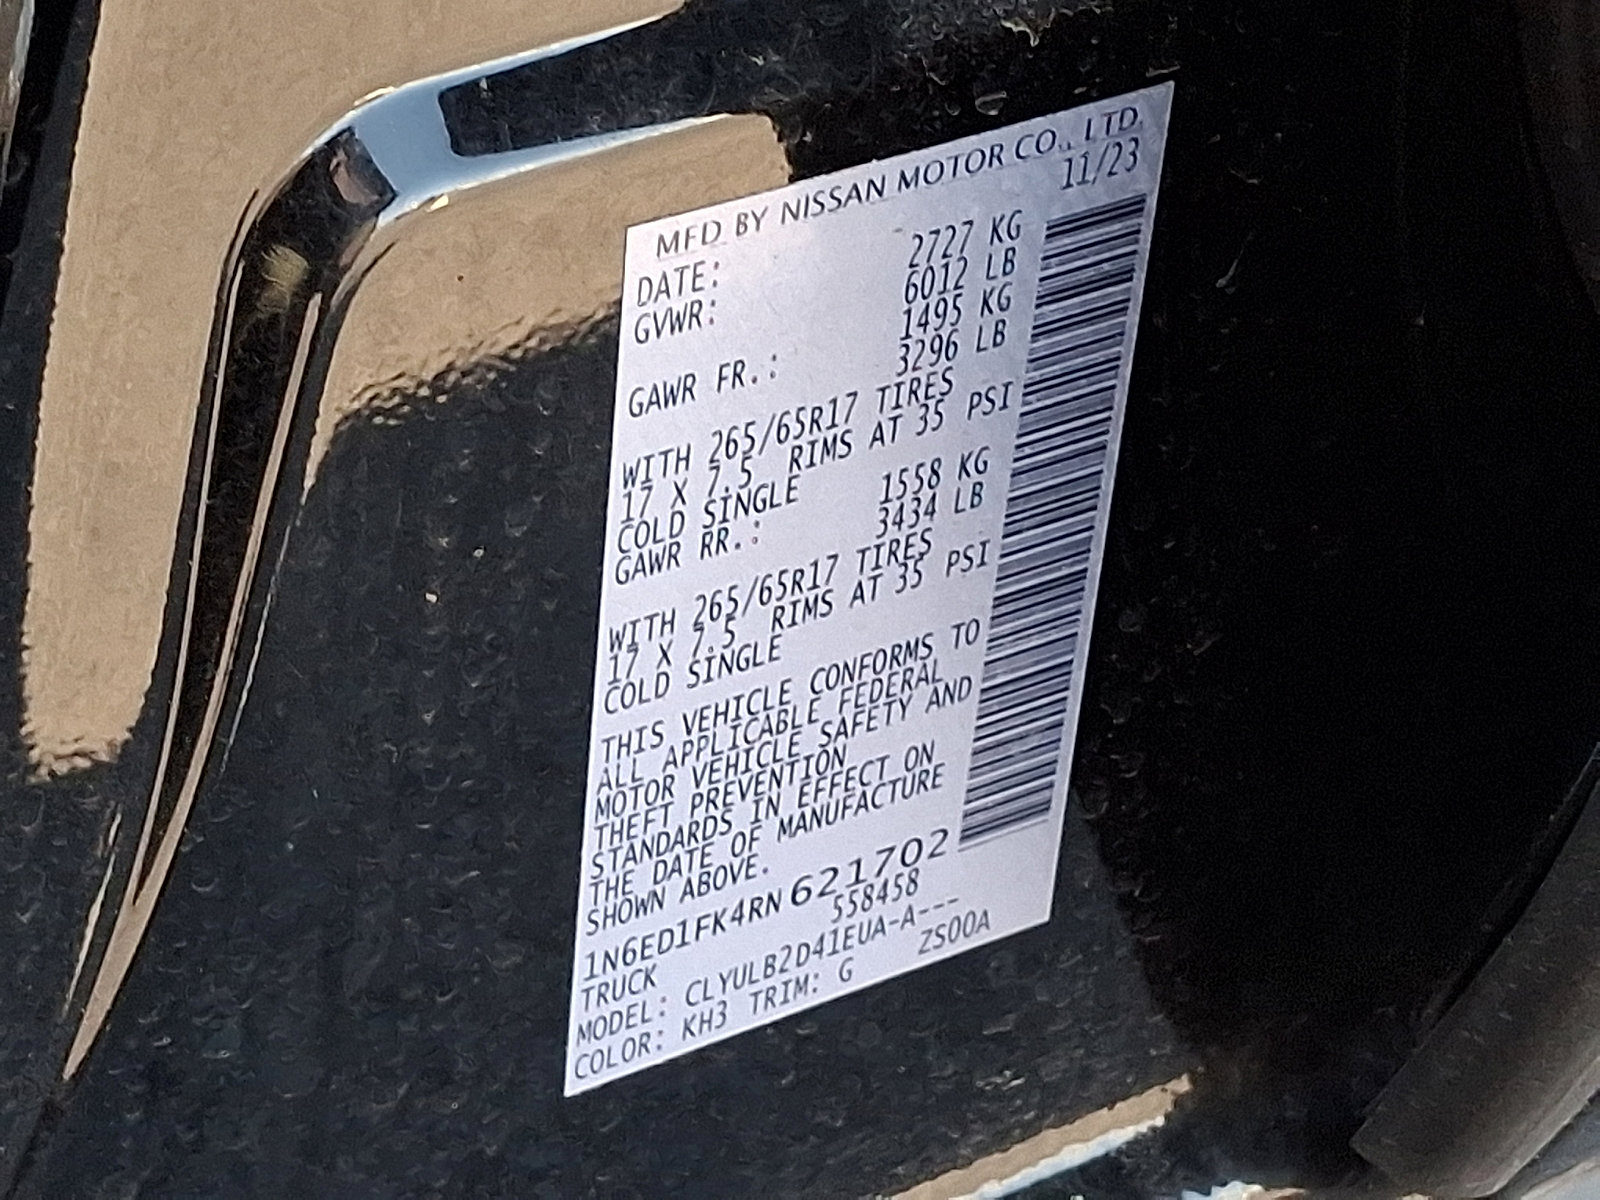 MFD BY NISSAN MOTOR CO., LTD.
DATE: 11/23
GVWR: 2727 KG
6012 LB
GAWR FR.: 1495 KG
3296 LB
WITH 265/65R17 TIRES
17 X 7.5 RIMS AT 35 PSI
COLD SINGLE
GAWR RR.: 1558 KG
3434 LB
WITH 265/65R17 TIRES
17 X 7.5 RIMS AT 35 PSI
COLD SINGLE
THIS VEHICLE CONFORMS TO
ALL APPLICABLE FEDERAL
MOTOR VEHICLE SAFETY AND
THEFT PREVENTION
STANDARDS IN EFFECT ON
THE DATE OF MANUFACTURE
SHOWN ABOVE.
1N6ED1FK4RN621702
TRUCK 558458
MODEL: CLYULB2D41EUA-A---
COLOR: KH3 TRIM: G ZS00A